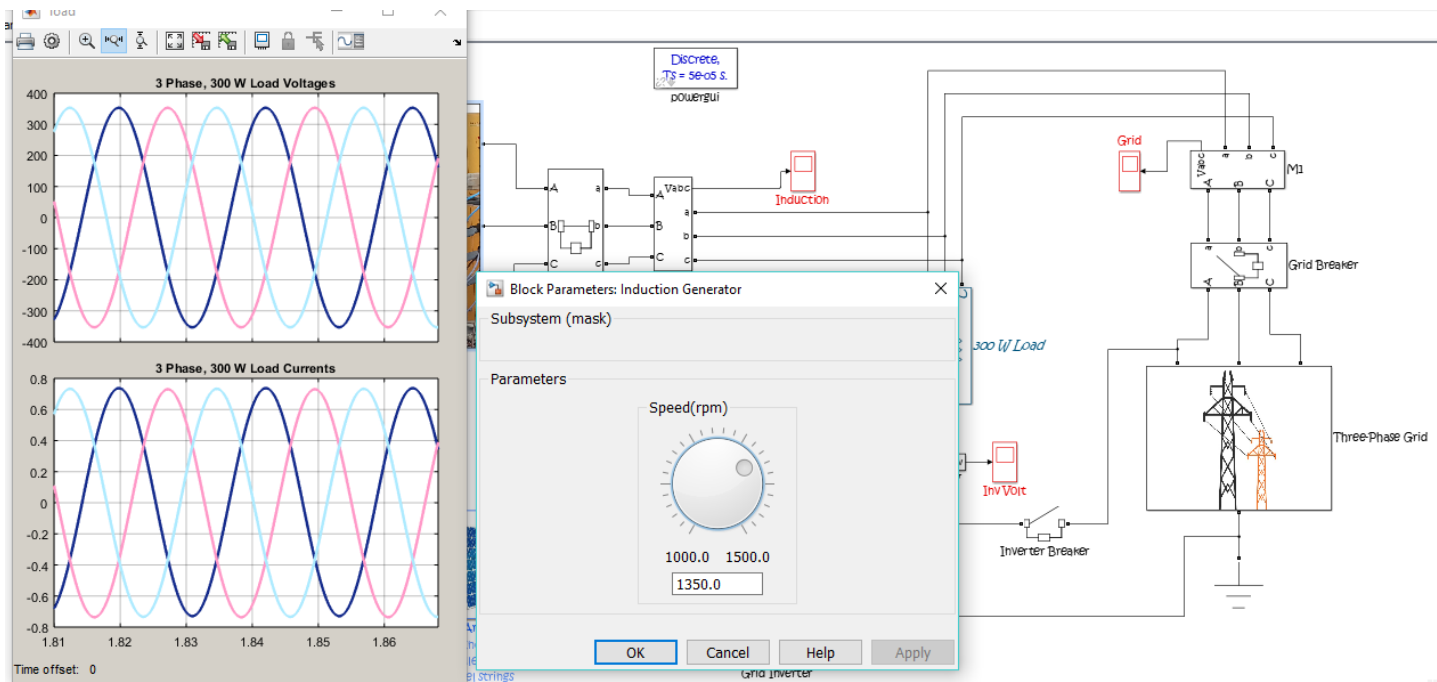 load
3 Phase, 300 W Load Voltages
400
300
200
100
0
-100
-200
-300
-400
3 Phase, 300 W Load Currents
0.8
0.6
0.4
0.2
0
-0.2
-0.4
-0.6
-0.8
1.81 1.82 1.83 1.84 1.85 1.86
Time offset: 0
Discrete,
Ts = 5e-05 s.
powergui
A a
B b
C c
Vabc
A
a
B
b
C c
Induction
Grid
Vabc a b c
A B C
M1
a b c
A B C
Grid Breaker
300 W Load
Three-Phase Grid
Inv Volt
Inverter Breaker
Grid Inverter
strings
Block Parameters: Induction Generator
Subsystem (mask)
Parameters
Speed(rpm)
1000.0 1500.0
1350.0
OK Cancel Help Apply